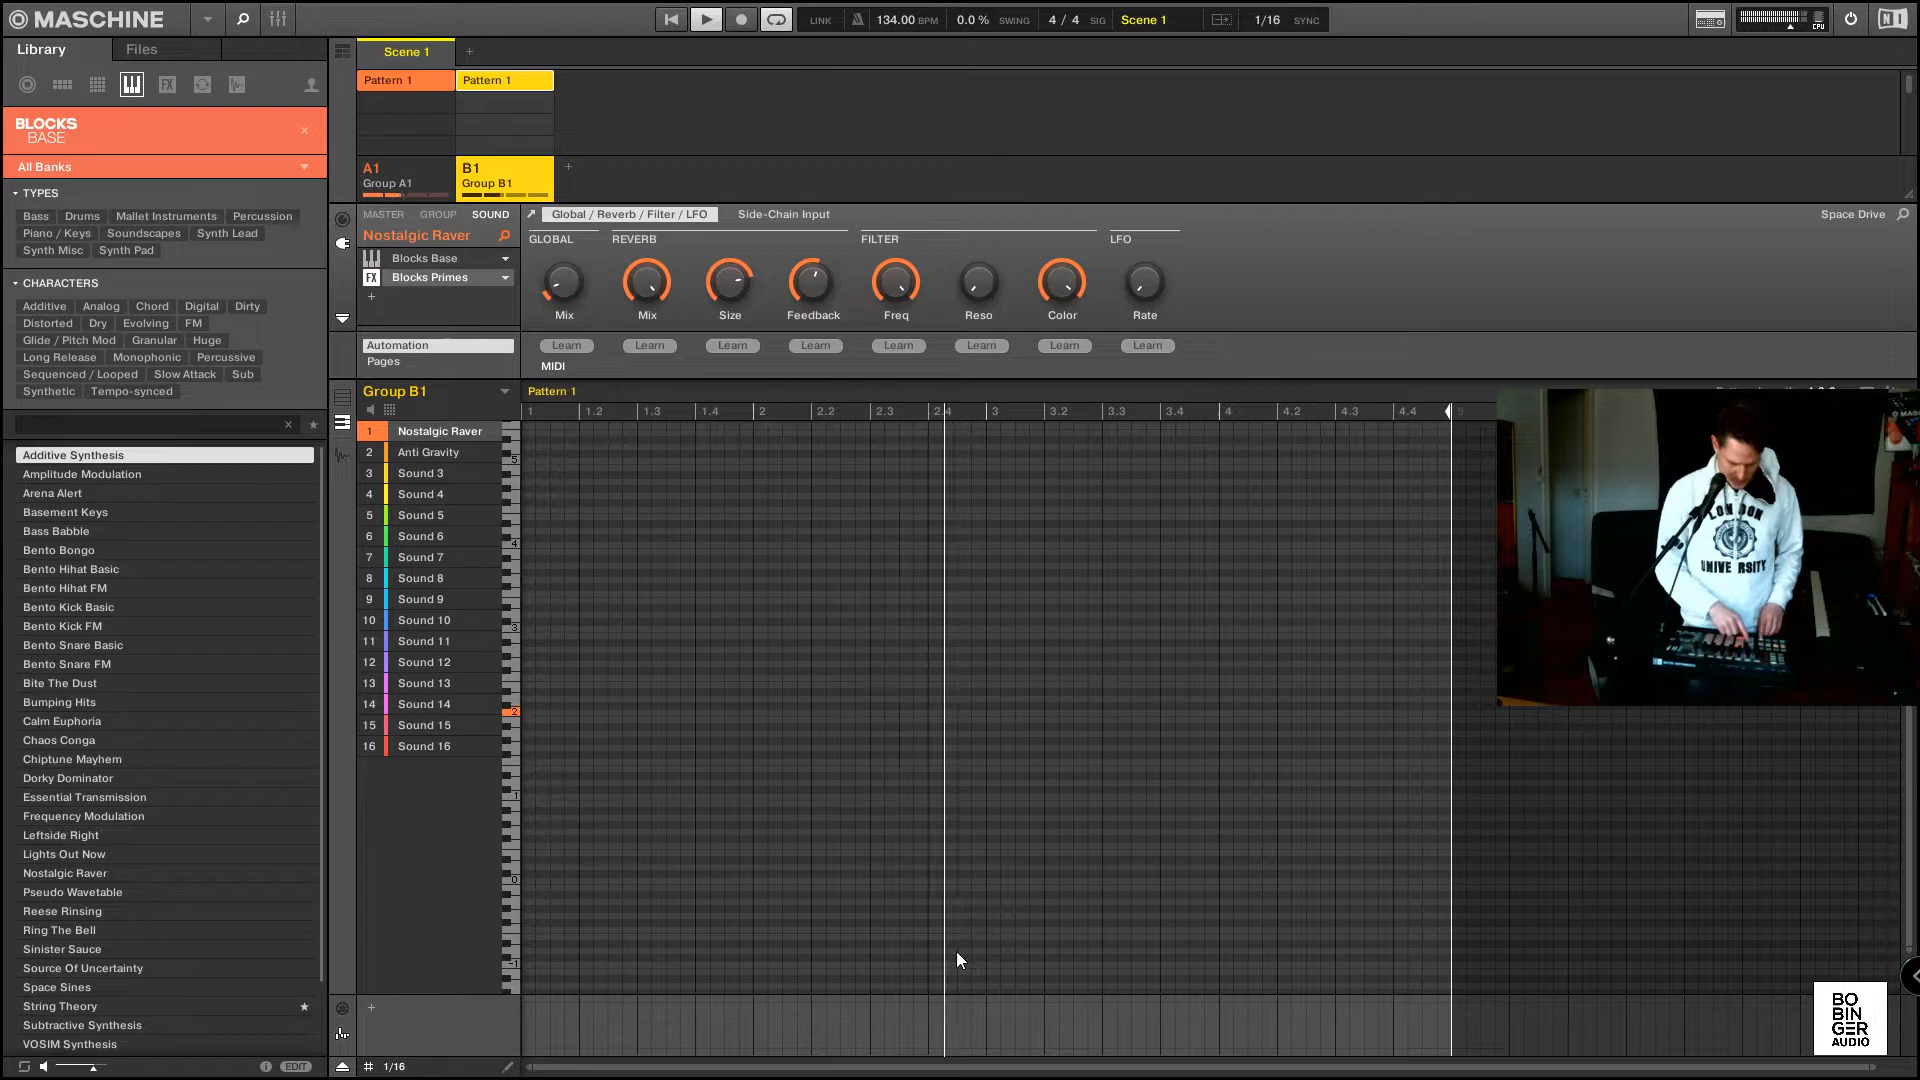 MASCHINE
LINK
134.00 BPM
0.0 % SWING
4 / 4 SIG
Scene 1
1/16 SYNC
CPU
Library
Files
Scene 1
+
FX
Pattern 1
Pattern 1
BLOCKS
BASE
All Banks
A1
Group A1
B1
Group B1
+
TYPES
Bass
Drums
Mallet Instruments
Percussion
Piano / Keys
Soundscapes
Synth Lead
Synth Misc
Synth Pad
CHARACTERS
Additive
Analog
Chord
Digital
Dirty
Distorted
Dry
Evolving
FM
Glide / Pitch Mod
Granular
Huge
Long Release
Monophonic
Percussive
Sequenced / Looped
Slow Attack
Sub
Synthetic
Tempo-synced
MASTER
GROUP
SOUND
Global / Reverb / Filter / LFO
Side-Chain Input
Space Drive
Nostalgic Raver
GLOBAL
REVERB
FILTER
LFO
Blocks Base
FX
Blocks Primes
+
Mix
Mix
Size
Feedback
Freq
Reso
Color
Rate
Automation
Pages
Learn
Learn
Learn
Learn
Learn
Learn
Learn
Learn
MIDI
Group B1
Pattern 1
1
1.2
1.3
1.4
2
2.2
2.3
2.4
3
3.2
3.3
3.4
4
4.2
4.3
4.4
5
1 Nostalgic Raver
2 Anti Gravity
3 Sound 3
4 Sound 4
5 Sound 5
6 Sound 6
7 Sound 7
8 Sound 8
9 Sound 9
10 Sound 10
11 Sound 11
12 Sound 12
13 Sound 13
14 Sound 14
15 Sound 15
16 Sound 16
5
4
3
2
1
0
-1
Additive Synthesis
Amplitude Modulation
Arena Alert
Basement Keys
Bass Babble
Bento Bongo
Bento Hihat Basic
Bento Hihat FM
Bento Kick Basic
Bento Kick FM
Bento Snare Basic
Bento Snare FM
Bite The Dust
Bumping Hits
Calm Euphoria
Chaos Conga
Chiptune Mayhem
Dorky Dominator
Essential Transmission
Frequency Modulation
Leftside Right
Lights Out Now
Nostalgic Raver
Pseudo Wavetable
Reese Rinsing
Ring The Bell
Sinister Sauce
Source Of Uncertainty
Space Sines
String Theory
Subtractive Synthesis
VOSIM Synthesis
EDIT
+
# 1/16
LONDON
UNIVERSITY
BO
BIN
GER
AUDIO